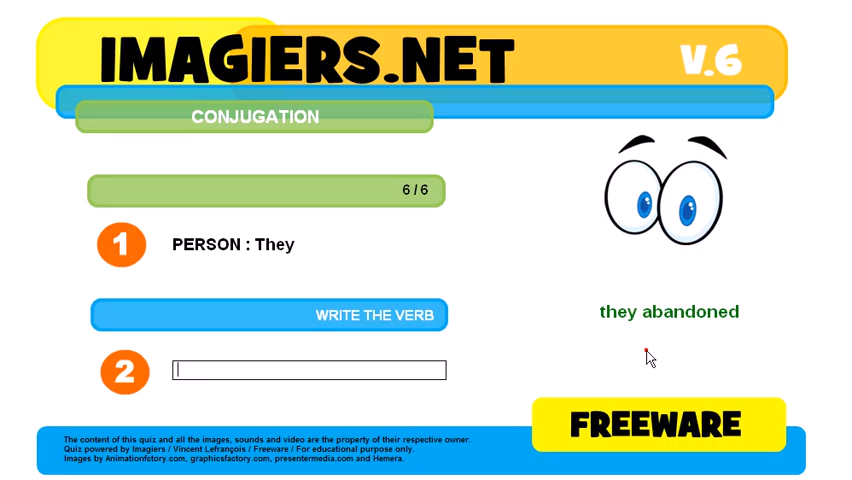 IMAGIERS.NET
V.6
CONJUGATION
6 / 6
1
PERSON : They
WRITE THE VERB
they abandoned
2
FREEWARE
The content of this quiz and all the images, sounds and video are the property of their respective owner.
Quiz powered by Imagiers / Vincent Lefrançois / Freeware / For educational purpose only.
Images by Animationfctory.com, graphicsfactory.com, presentermedia.com and Hemera.